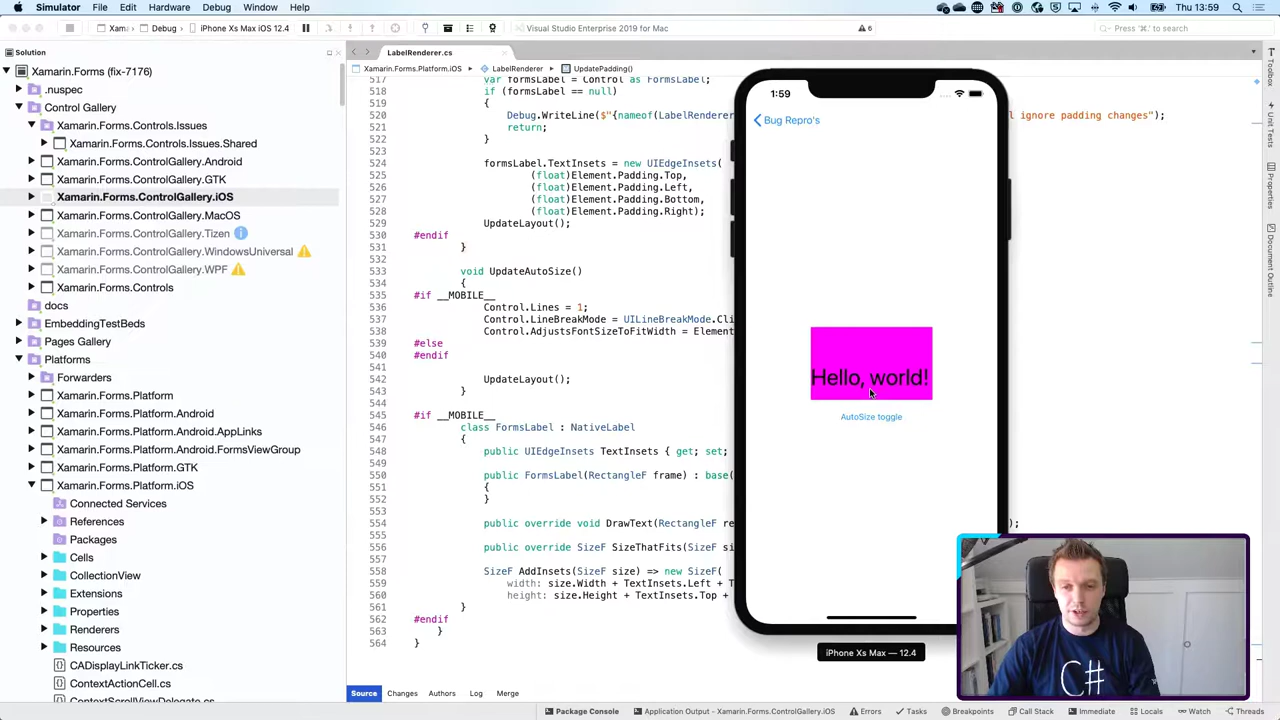 Simulator File Edit Hardware Debug Window Help
Thu 13:59
Xam Debug iPhone Xs Max iOS 12.4
Visual Studio Enterprise 2019 for Mac
6
Press '⌘.' to search
Solution
Xamarin.Forms (fix-7176)
.nuspec
Control Gallery
Xamarin.Forms.Controls.Issues
Xamarin.Forms.Controls.Issues.Shared
Xamarin.Forms.ControlGallery.Android
Xamarin.Forms.ControlGallery.GTK
Xamarin.Forms.ControlGallery.iOS
Xamarin.Forms.ControlGallery.MacOS
Xamarin.Forms.ControlGallery.Tizen
Xamarin.Forms.ControlGallery.WindowsUniversal
Xamarin.Forms.ControlGallery.WPF
Xamarin.Forms.Controls
docs
EmbeddingTestBeds
Pages Gallery
Platforms
Forwarders
Xamarin.Forms.Platform
Xamarin.Forms.Platform.Android
Xamarin.Forms.Platform.Android.AppLinks
Xamarin.Forms.Platform.Android.FormsViewGroup
Xamarin.Forms.Platform.GTK
Xamarin.Forms.Platform.iOS
Connected Services
References
Packages
Cells
CollectionView
Extensions
Properties
Renderers
Resources
CADisplayLinkTicker.cs
ContextActionCell.cs
ContextScrollViewDelegate.cs
LabelRenderer.cs
Xamarin.Forms.Platform.iOS LabelRenderer UpdatePadding()
517 var formsLabel = Control as FormsLabel;
518 if (formsLabel == null)
519 {
520 Debug.WriteLine($"{nameof(LabelRenderer l ignore padding changes");
521 return;
522 }
523
524 formsLabel.TextInsets = new UIEdgeInsets(
525 (float)Element.Padding.Top,
526 (float)Element.Padding.Left,
527 (float)Element.Padding.Bottom,
528 (float)Element.Padding.Right);
529 UpdateLayout();
530 #endif
531 }
532
533 void UpdateAutoSize()
534 {
535 #if __MOBILE__
536 Control.Lines = 1;
537 Control.LineBreakMode = UILineBreakMode.Cli
538 Control.AdjustsFontSizeToFitWidth = Element
539 #else
540 #endif
541
542 UpdateLayout();
543 }
544
545 #if __MOBILE__
546 class FormsLabel : NativeLabel
547 {
548 public UIEdgeInsets TextInsets { get; set;
549
550 public FormsLabel(RectangleF frame) : base(
551 {
552 }
553
554 public override void DrawText(RectangleF re );
555
556 public override SizeF SizeThatFits(SizeF si
557
558 SizeF AddInsets(SizeF size) => new SizeF(
559 width: size.Width + TextInsets.Left + T
560 height: size.Height + TextInsets.Top +
561 }
562 #endif
563 }
564 }
Source Changes Authors Log Merge
1:59
Bug Repro's
Hello, world!
AutoSize toggle
iPhone Xs Max — 12.4
Toolbox
Unit Tests
Properties
Document Outline
C#
Package Console Application Output - Xamarin.Forms.ControlGallery.iOS Errors Tasks Breakpoints Call Stack Immediate Locals Watch Threads